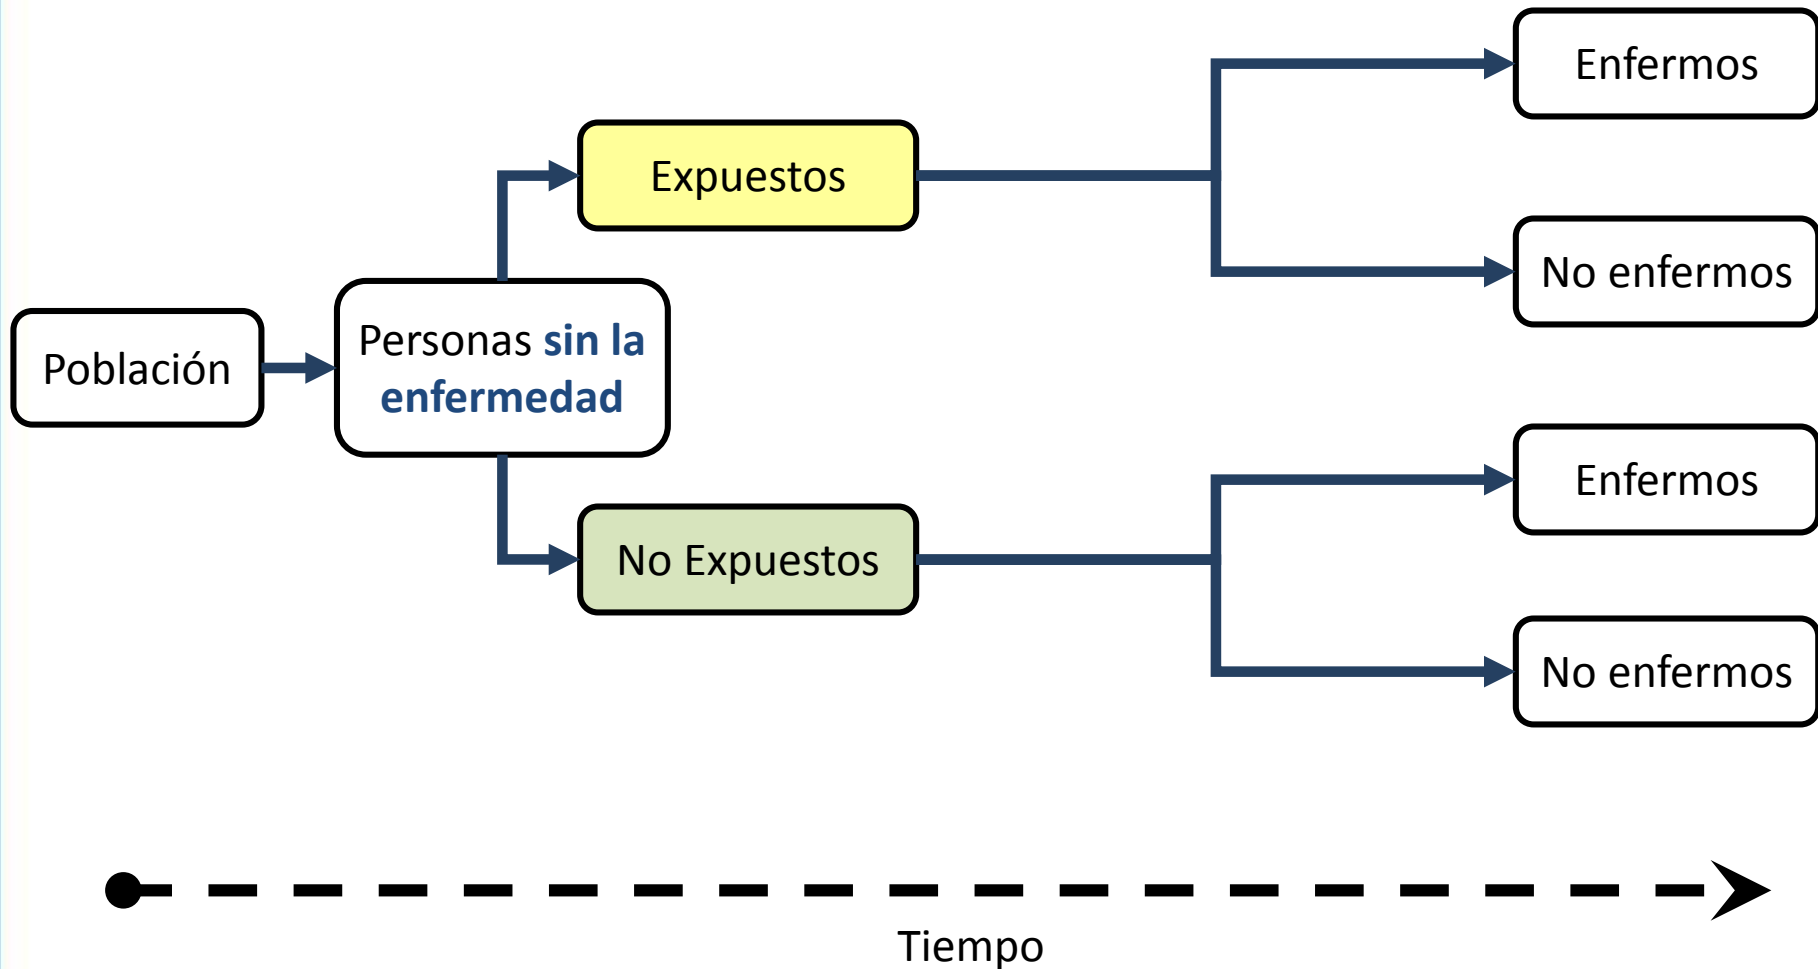 Población
Personas sin la
enfermedad
Expuestos
No Expuestos
Enfermos
No enfermos
Enfermos
No enfermos
Tiempo